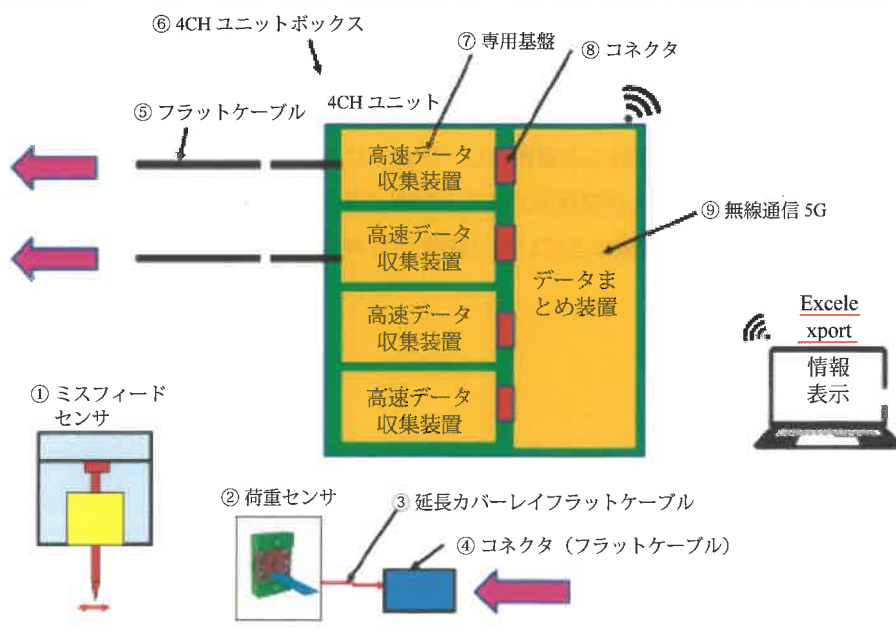 ⑥ 4CH ユニットボックス
⑦ 専用基盤
⑧ コネクタ
⑤ フラットケーブル
4CH ユニット
高速データ
収集装置
高速データ
収集装置
高速データ
収集装置
高速データ
収集装置
データま
とめ装置
⑨ 無線通信 5G
Excele
xport
情報
表示
① ミスフィード
センサ
② 荷重センサ
③ 延長カバーレイフラットケーブル
④ コネクタ（フラットケーブル）